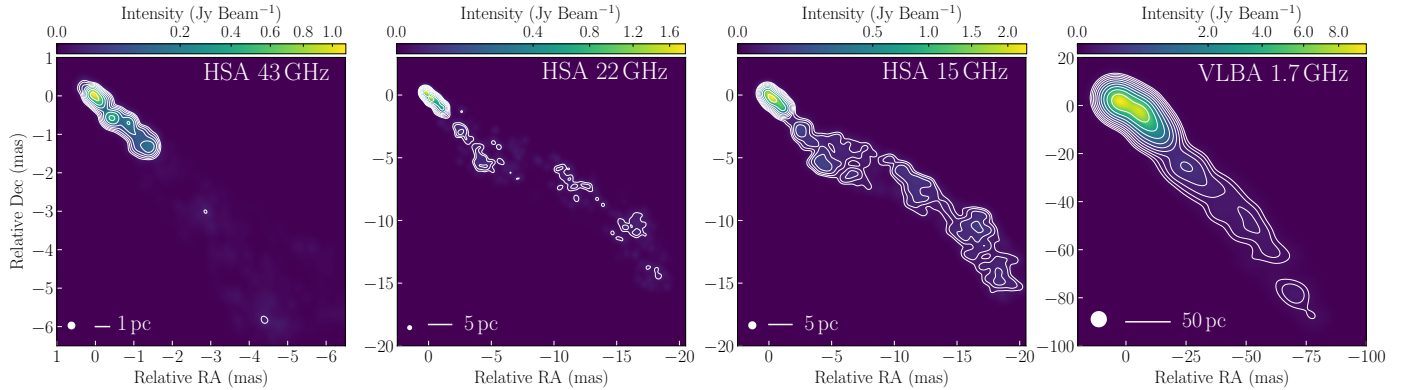 Intensity (Jy Beam⁻¹) Intensity (Jy Beam⁻¹) Intensity (Jy Beam⁻¹) Intensity (Jy Beam⁻¹)
0.0 0.2 0.4 0.6 0.8 1.0 0.0 0.4 0.8 1.2 1.6 0.0 0.5 1.0 1.5 2.0 0.0 2.0 4.0 6.0 8.0
HSA 43 GHz HSA 22 GHz HSA 15 GHz VLBA 1.7 GHz
Relative Dec (mas)
1
0
−1
−2
−3
−4
−5
−6
1 pc
1 0 −1 −2 −3 −4 −5 −6
Relative RA (mas)
0
−5
−10
−15
−20
5 pc
0 −5 −10 −15 −20
Relative RA (mas)
0
−5
−10
−15
−20
5 pc
0 −5 −10 −15 −20
Relative RA (mas)
20
0
−20
−40
−60
−80
−100
50 pc
0 −25 −50 −75 −100
Relative RA (mas)